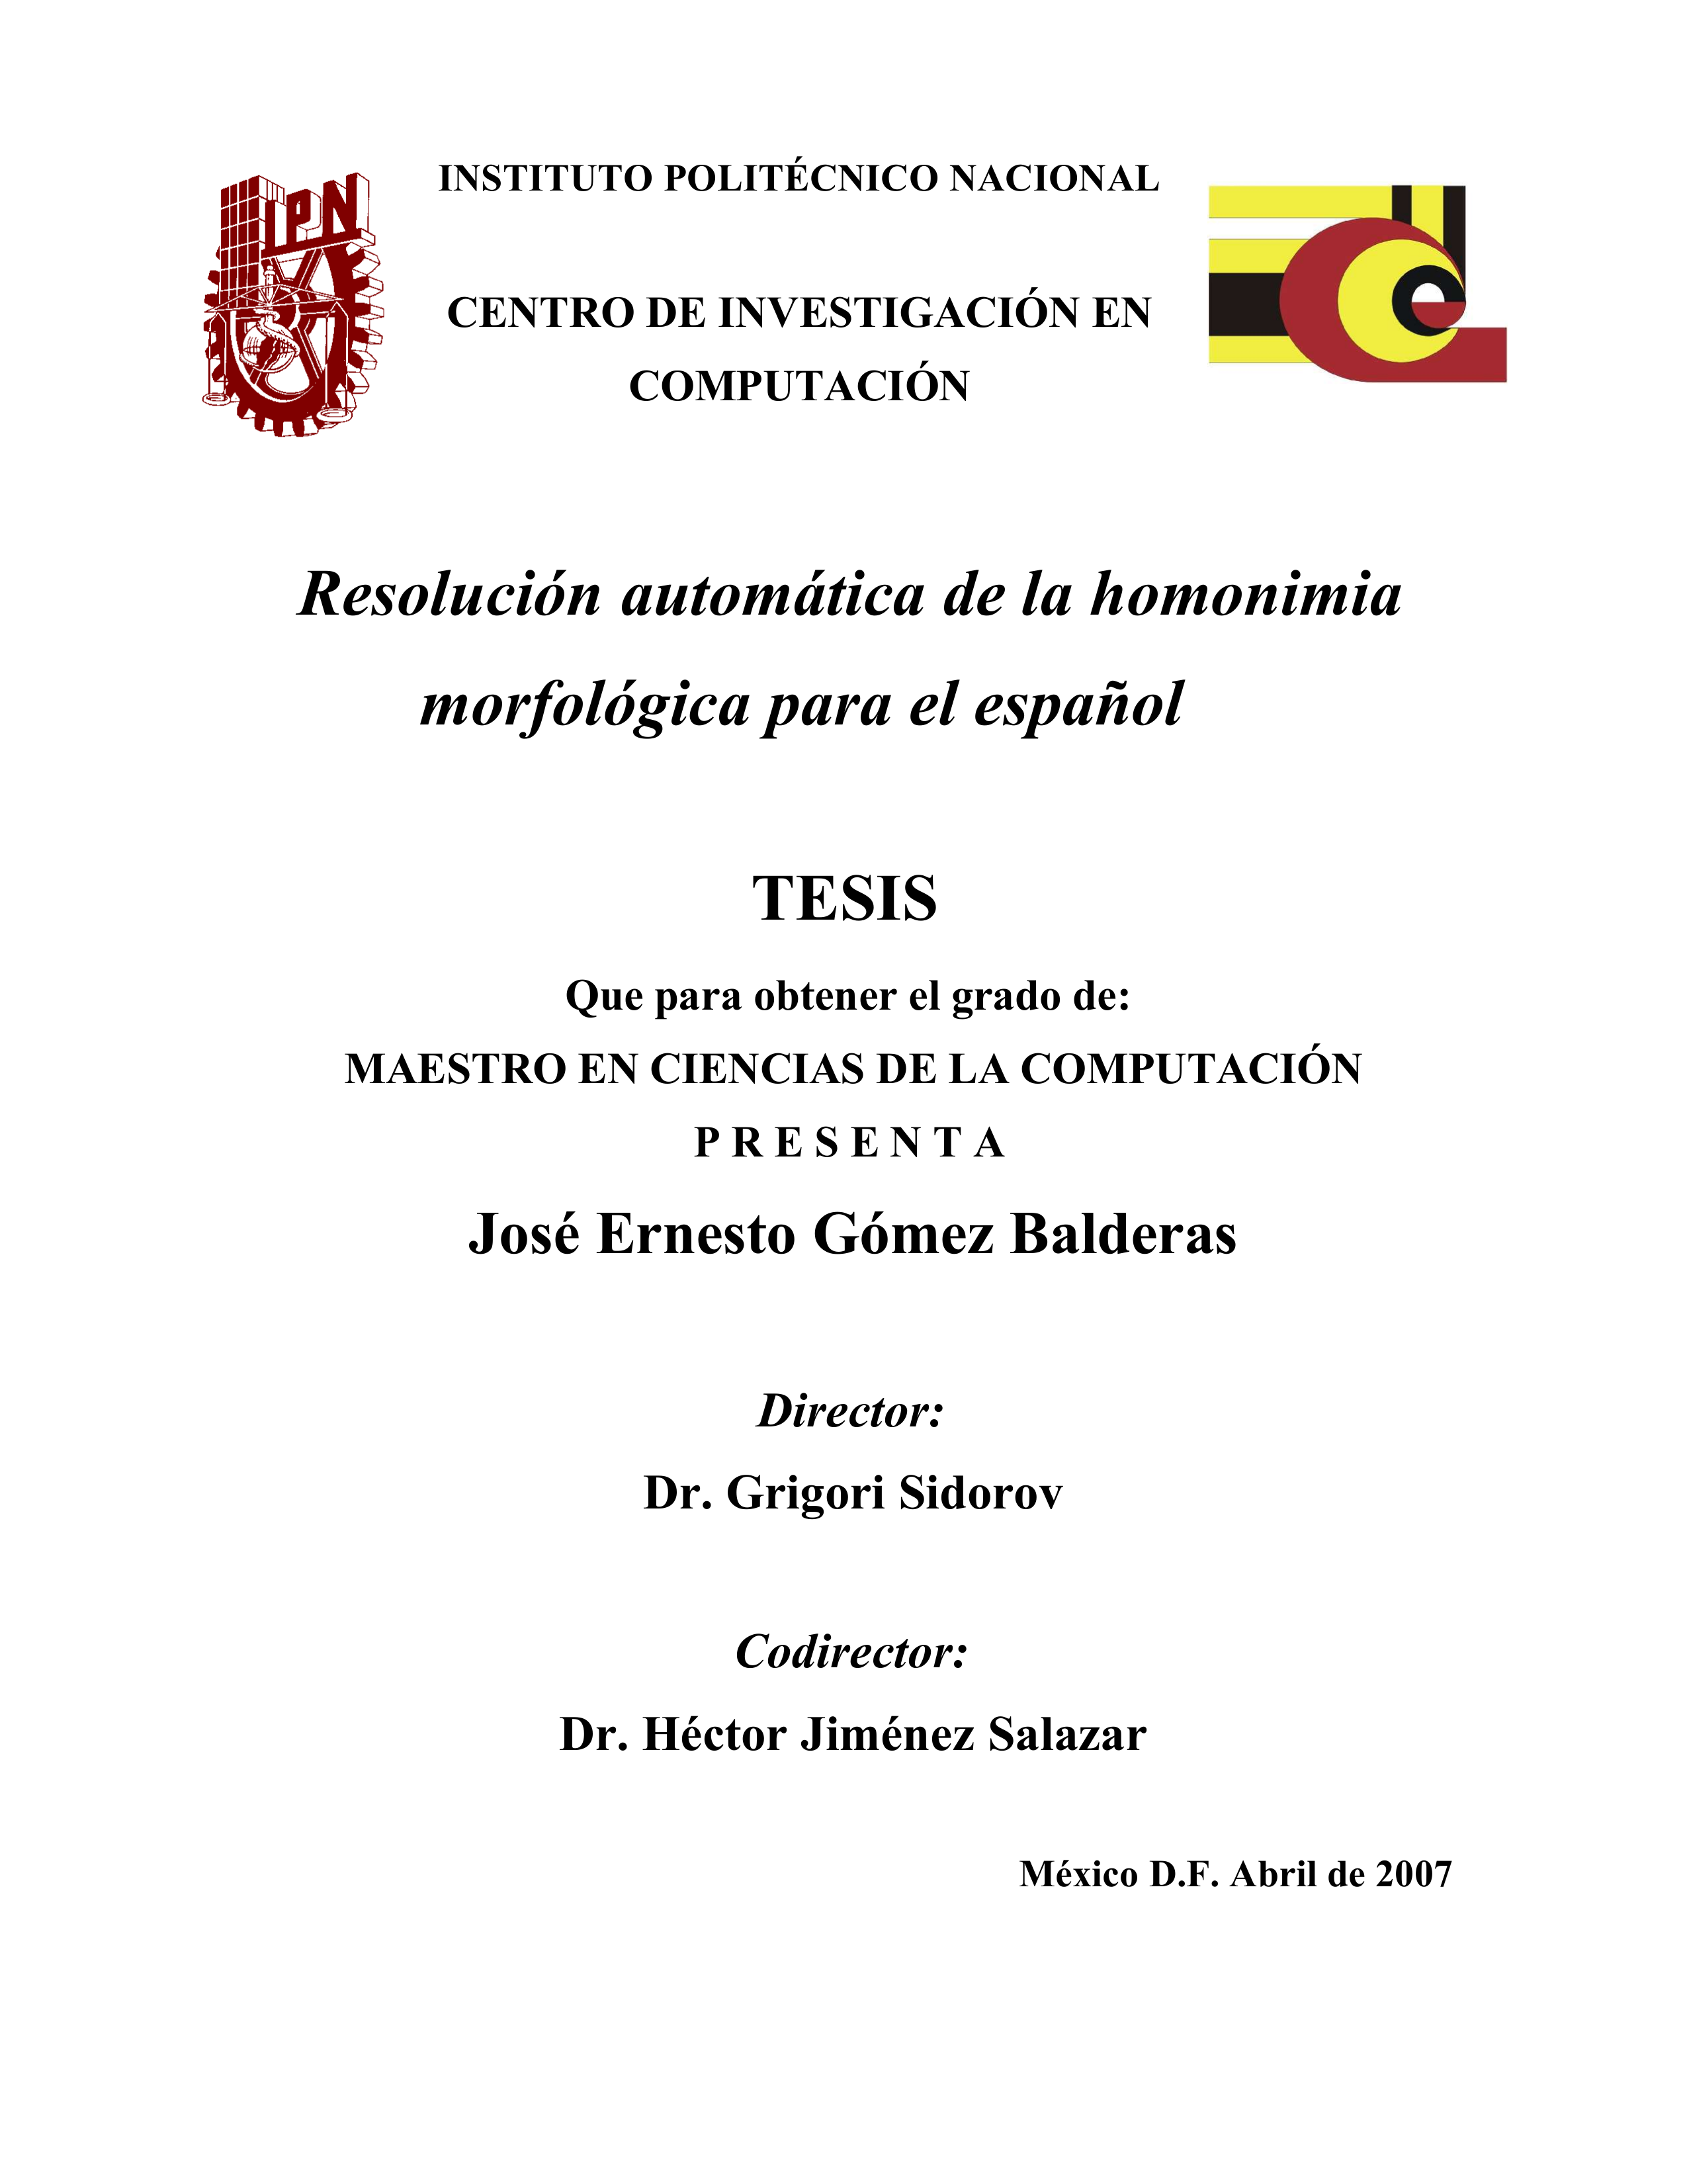 IPN
INSTITUTO POLITÉCNICO NACIONAL
CENTRO DE INVESTIGACIÓN EN
COMPUTACIÓN
Resolución automática de la homonimia
morfológica para el español
TESIS
Que para obtener el grado de:
MAESTRO EN CIENCIAS DE LA COMPUTACIÓN
P R E S E N T A
José Ernesto Gómez Balderas
Director:
Dr. Grigori Sidorov
Codirector:
Dr. Héctor Jiménez Salazar
México D.F. Abril de 2007